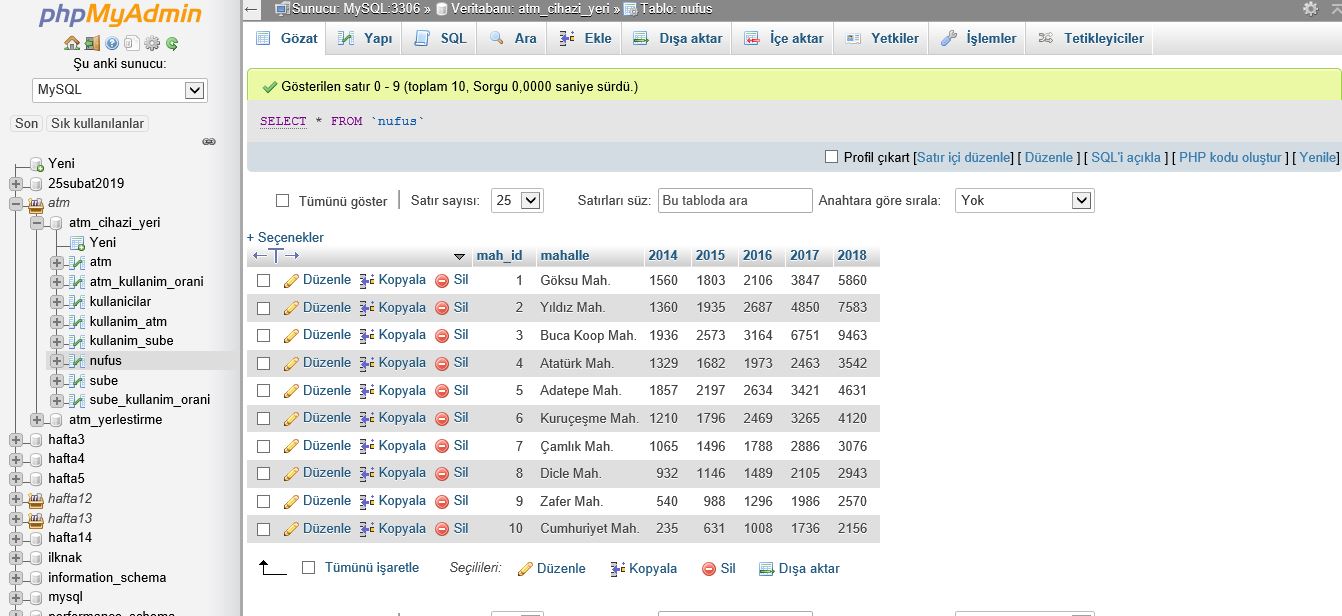 phpMyAdmin
Şu anki sunucu:
MySQL
Son Sık kullanılanlar
Yeni
25subat2019
atm
atm_cihazi_yeri
Yeni
atm
atm_kullanim_orani
kullanicilar
kullanim_atm
kullanim_sube
nufus
sube
sube_kullanim_orani
atm_yerlestirme
hafta3
hafta4
hafta5
hafta12
hafta13
hafta14
ilknak
information_schema
mysql
performance_schema
Sunucu: MySQL:3306 » Veritabanı: atm_cihazi_yeri » Tablo: nufus
Gözat Yapı SQL Ara Ekle Dışa aktar İçe aktar Yetkiler İşlemler Tetikleyiciler
Gösterilen satır 0 - 9 (toplam 10, Sorgu 0,0000 saniye sürdü.)
SELECT * FROM `nufus`
Profil çıkart [Satır içi düzenle] [ Düzenle ] [ SQL'i açıkla ] [ PHP kodu oluştur ] [ Yenile]
Tümünü göster Satır sayısı: 25 Satırları süz: Bu tabloda ara Anahtara göre sırala: Yok
+ Seçenekler
←T→ mah_id mahalle 2014 2015 2016 2017 2018
Düzenle Kopyala Sil 1 Göksu Mah. 1560 1803 2106 3847 5860
Düzenle Kopyala Sil 2 Yıldız Mah. 1360 1935 2687 4850 7583
Düzenle Kopyala Sil 3 Buca Koop Mah. 1936 2573 3164 6751 9463
Düzenle Kopyala Sil 4 Atatürk Mah. 1329 1682 1973 2463 3542
Düzenle Kopyala Sil 5 Adatepe Mah. 1857 2197 2634 3421 4631
Düzenle Kopyala Sil 6 Kuruçeşme Mah. 1210 1796 2469 3265 4120
Düzenle Kopyala Sil 7 Çamlık Mah. 1065 1496 1788 2886 3076
Düzenle Kopyala Sil 8 Dicle Mah. 932 1146 1489 2105 2943
Düzenle Kopyala Sil 9 Zafer Mah. 540 988 1296 1986 2570
Düzenle Kopyala Sil 10 Cumhuriyet Mah. 235 631 1008 1736 2156
Tümünü işaretle Seçilileri: Düzenle Kopyala Sil Dışa aktar